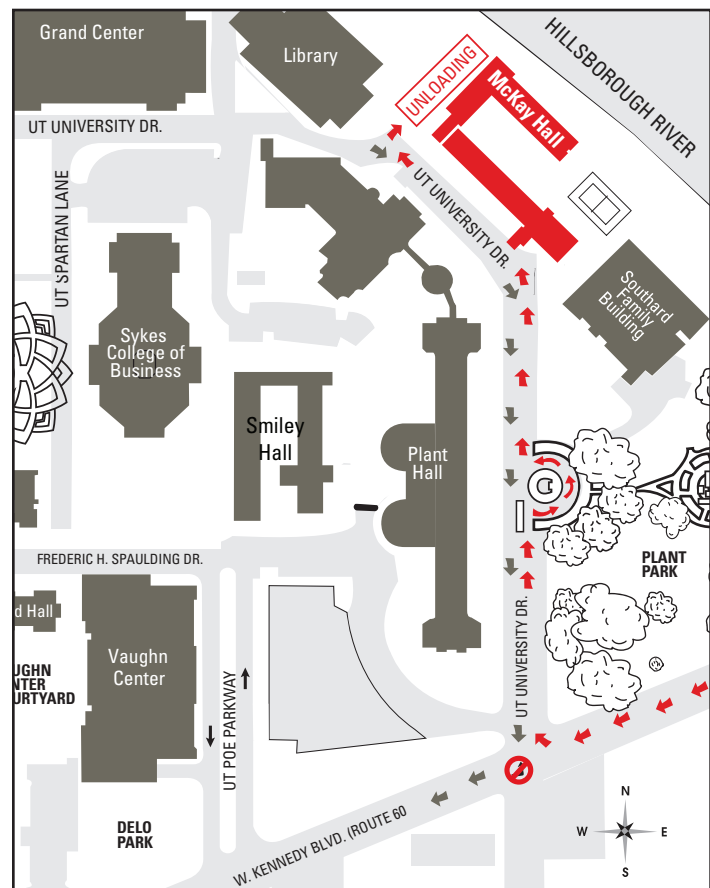 Grand Center
Library
UNLOADING
McKay Hall
HILLSBOROUGH RIVER
UT UNIVERSITY DR.
UT UNIVERSITY DR.
UT SPARTAN LANE
Southard
Family
Building
Sykes
College of
Business
Smiley
Hall
Plant
Hall
FREDERIC H. SPAULDING DR.
PLANT
PARK
d Hall
UGHN
NTER
URTYARD
Vaughn
Center
UT POE PARKWAY
UT UNIVERSITY DR.
DELO
PARK
W. KENNEDY BLVD. (ROUTE 60
N
W E
S